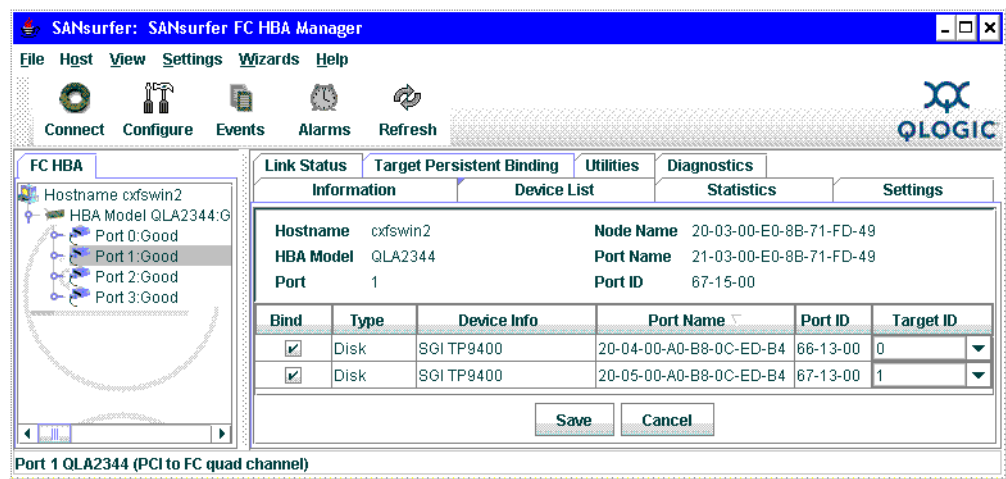 SANsurfer: SANsurfer FC HBA Manager
File Host View Settings Wizards Help
Connect Configure Events Alarms Refresh
QLOGIC
FC HBA
Hostname cxfswin2
HBA Model QLA2344:G
Port 0:Good
Port 1:Good
Port 2:Good
Port 3:Good
Link Status Target Persistent Binding Utilities Diagnostics
Information Device List Statistics Settings
Hostname cxfswin2 Node Name 20-03-00-E0-8B-71-FD-49
HBA Model QLA2344 Port Name 21-03-00-E0-8B-71-FD-49
Port 1 Port ID 67-15-00
Bind Type Device Info Port Name Port ID Target ID
Disk SGI TP9400 20-04-00-A0-B8-0C-ED-B4 66-13-00 0
Disk SGI TP9400 20-05-00-A0-B8-0C-ED-B4 67-13-00 1
Save Cancel
Port 1 QLA2344 (PCI to FC quad channel)